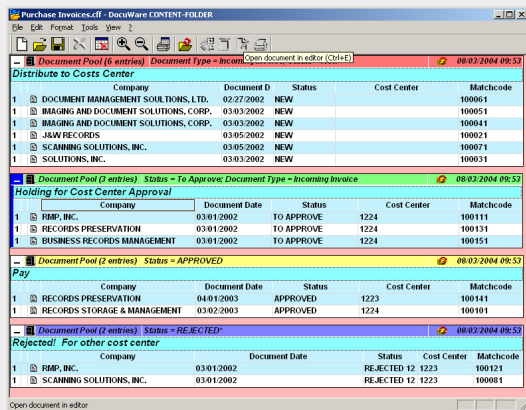 Purchase Invoices.cff - DocuWare CONTENT-FOLDER
File Edit Format Tools View ?
Document Pool (6 entries) Document Type = Incoming
08/03/2004 09:53
Open document in editor (Ctrl+E)
Distribute to Costs Center
Company Document D Status Cost Center Matchcode
1 DOCUMENT MANAGEMENT SOULTIONS, LTD. 02/27/2002 NEW 100061
1 IMAGING AND DOCUMENT SOLUTIONS, CORP. 03/03/2002 NEW 100051
1 IMAGING AND DOCUMENT SOLUTIONS, CORP. 03/03/2002 NEW 100041
1 J&W RECORDS 03/05/2002 NEW 100021
1 SCANNING SOLUTIONS, INC. 03/05/2002 NEW 100071
1 SOLUTIONS, INC. 03/03/2002 NEW 100031
Document Pool (3 entries) Status = To Approve; Document Type = Incoming Invoice 08/03/2004 09:53
Holding for Cost Center Approval
Company Document Date Status Cost Center Matchcode
1 RMP, INC. 03/01/2002 TO APPROVE 1224 100111
1 RECORDS PRESERVATION 03/01/2002 TO APPROVE 1224 100131
1 BUSINESS RECORDS MANAGEMENT 03/01/2002 TO APPROVE 1224 100151
Document Pool (2 entries) Status = APPROVED 08/03/2004 09:53
Pay
Company Document Date Status Cost Center Matchcode
1 RECORDS PRESERVATION 04/01/2003 APPROVED 1223 100141
1 RECORDS STORAGE & MANAGEMENT 03/02/2003 APPROVED 1224 100101
Document Pool (2 entries) Status = REJECTED* 08/03/2004 09:53
Rejected! For other cost center
Company Document Date Status Cost Center Matchcode
1 RMP, INC. 03/01/2002 REJECTED 12 1223 100121
1 SCANNING SOLUTIONS, INC. 03/01/2002 REJECTED 12 1223 100081
Open document in editor